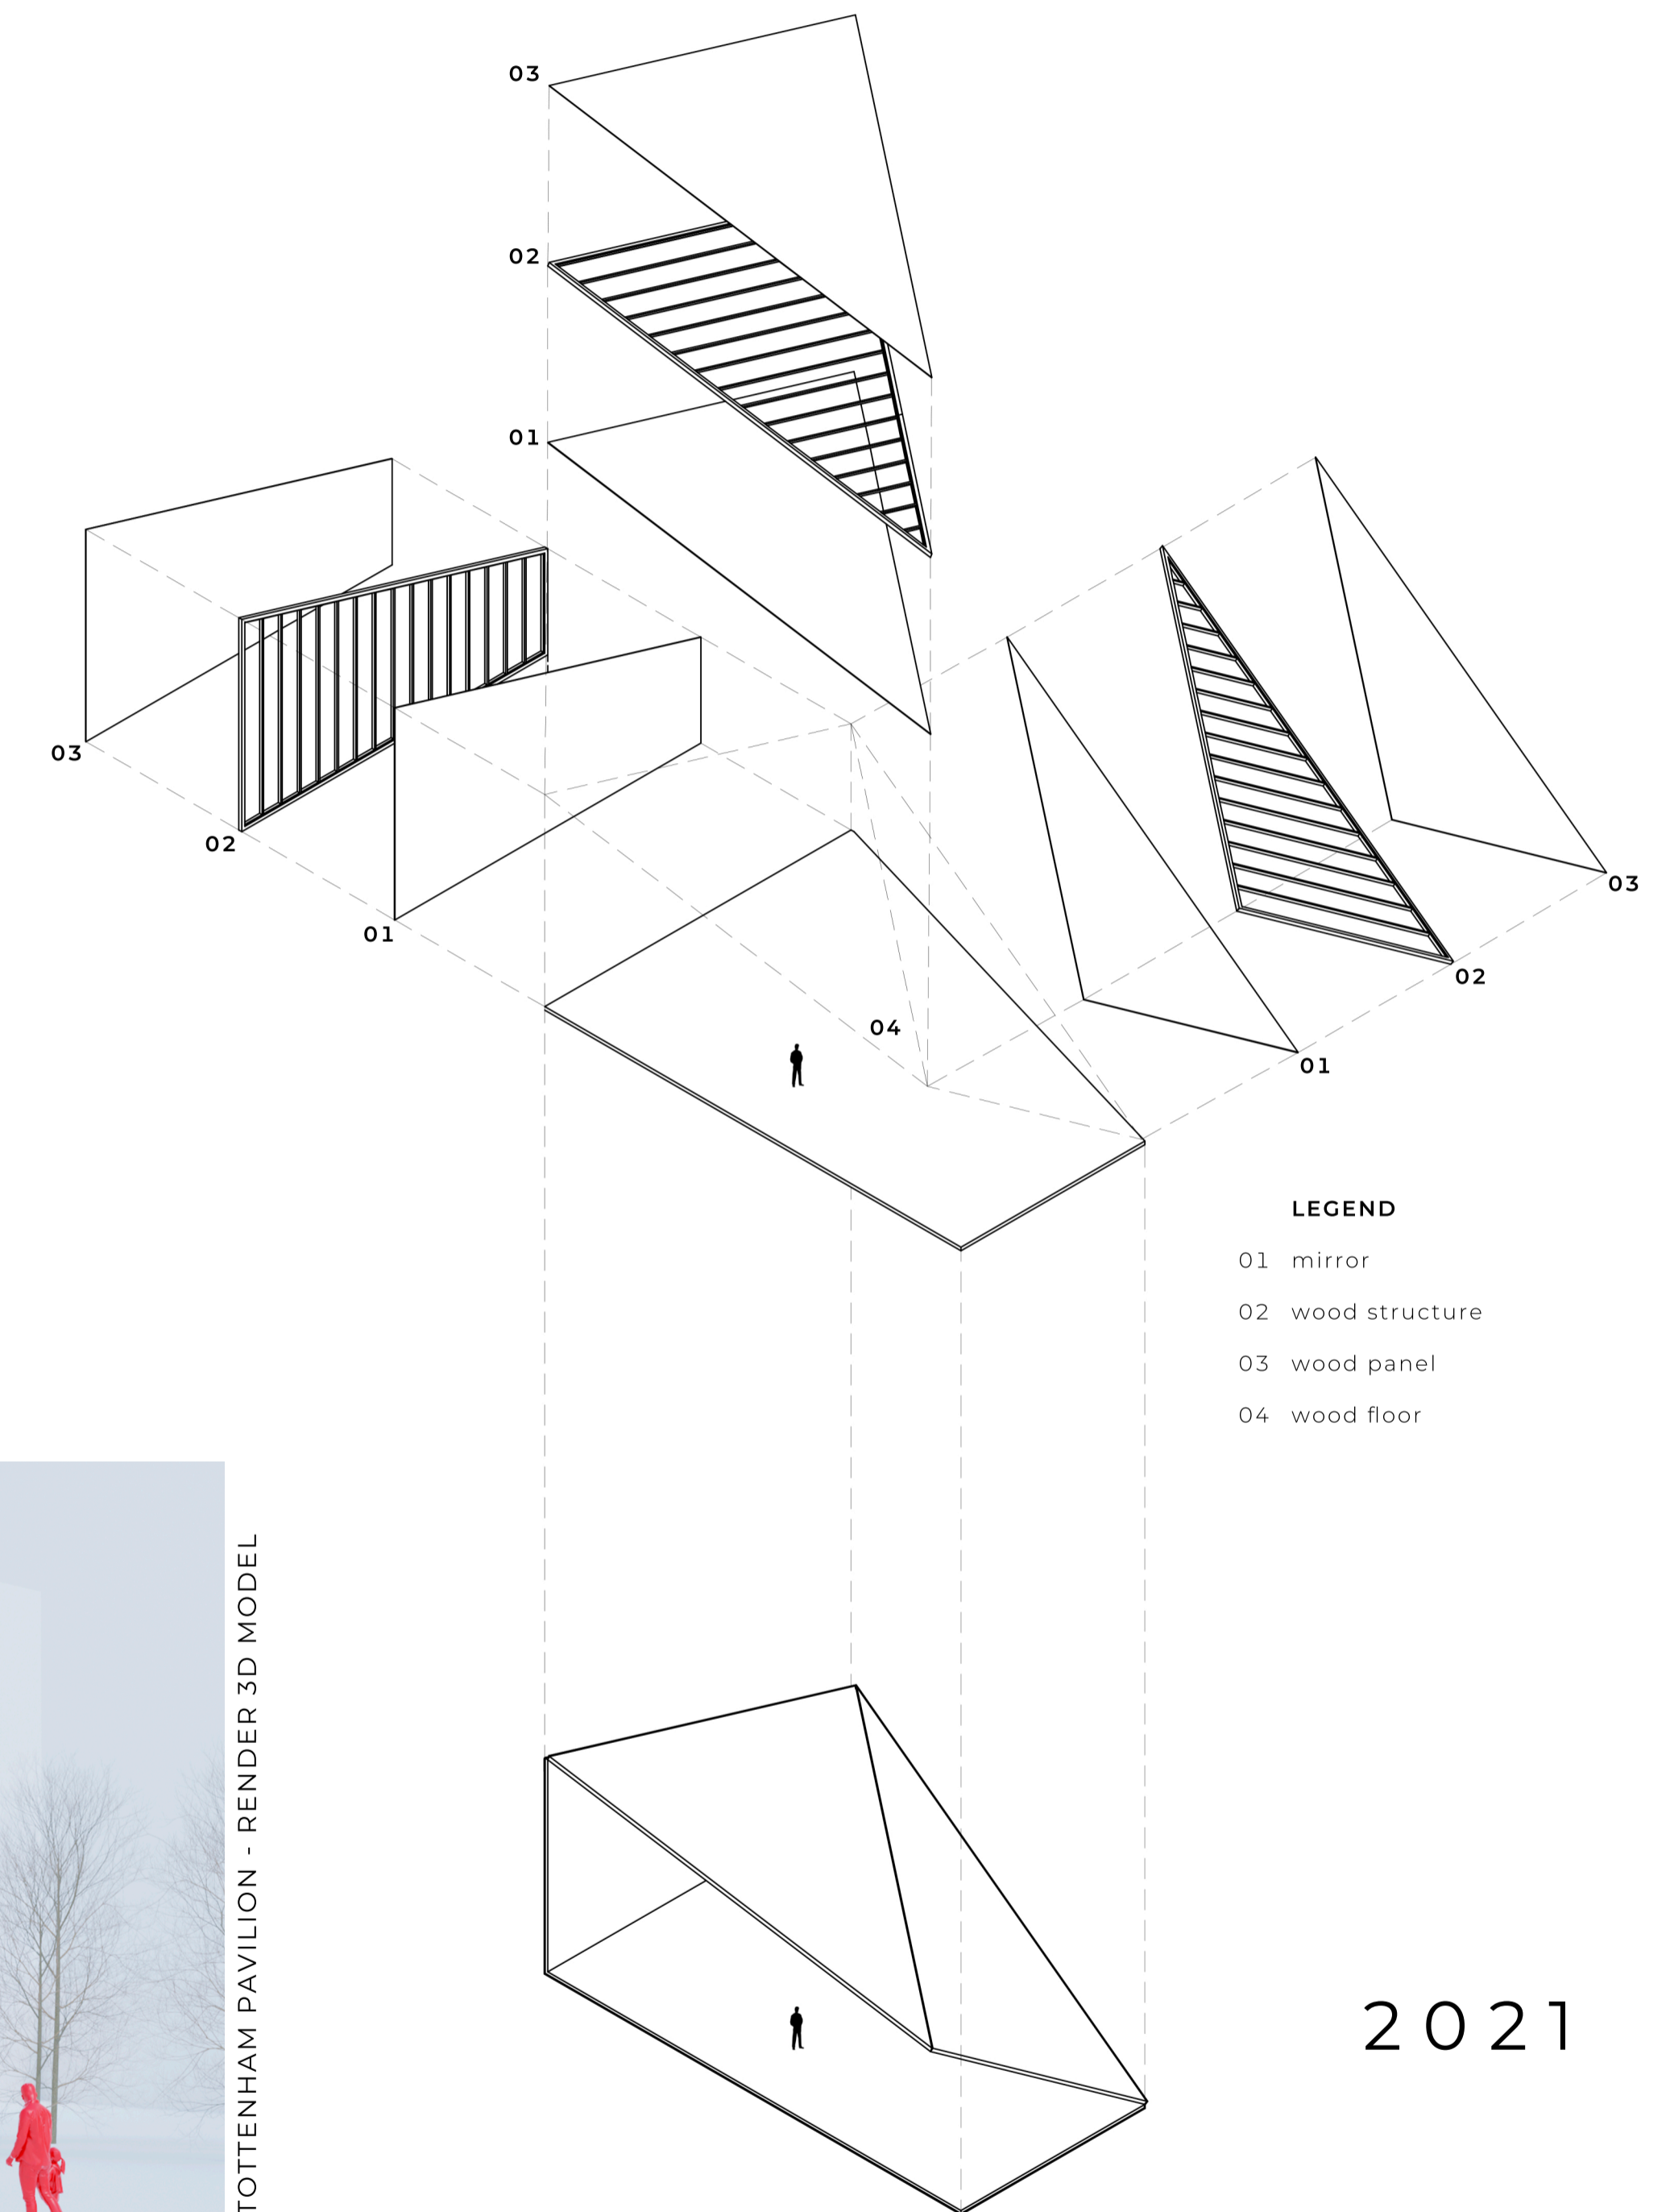 03
02
01
03
02
01
04
03
02
01
LEGEND
01 mirror
02 wood structure
03 wood panel
04 wood floor
TOTTENHAM PAVILION - RENDER 3D MODEL
2021